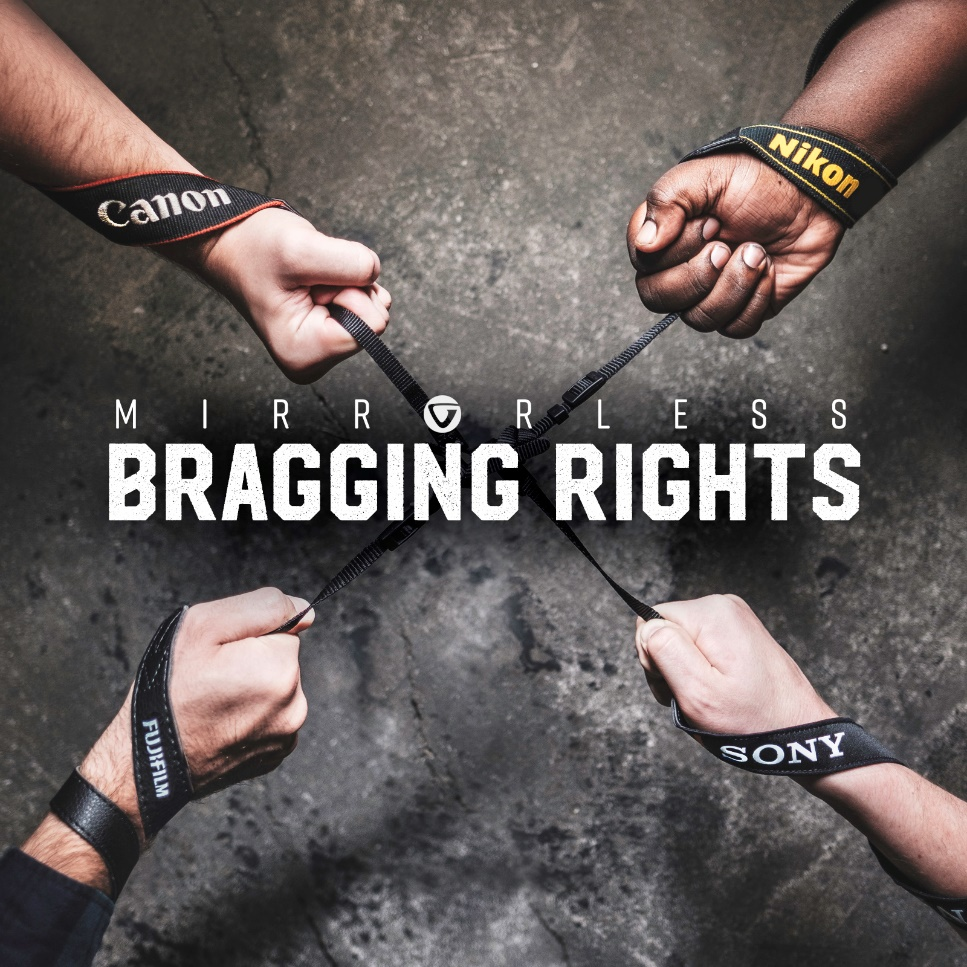 Canon
Nikon
MIRRORLESS
BRAGGING RIGHTS
FUJIFILM
SONY